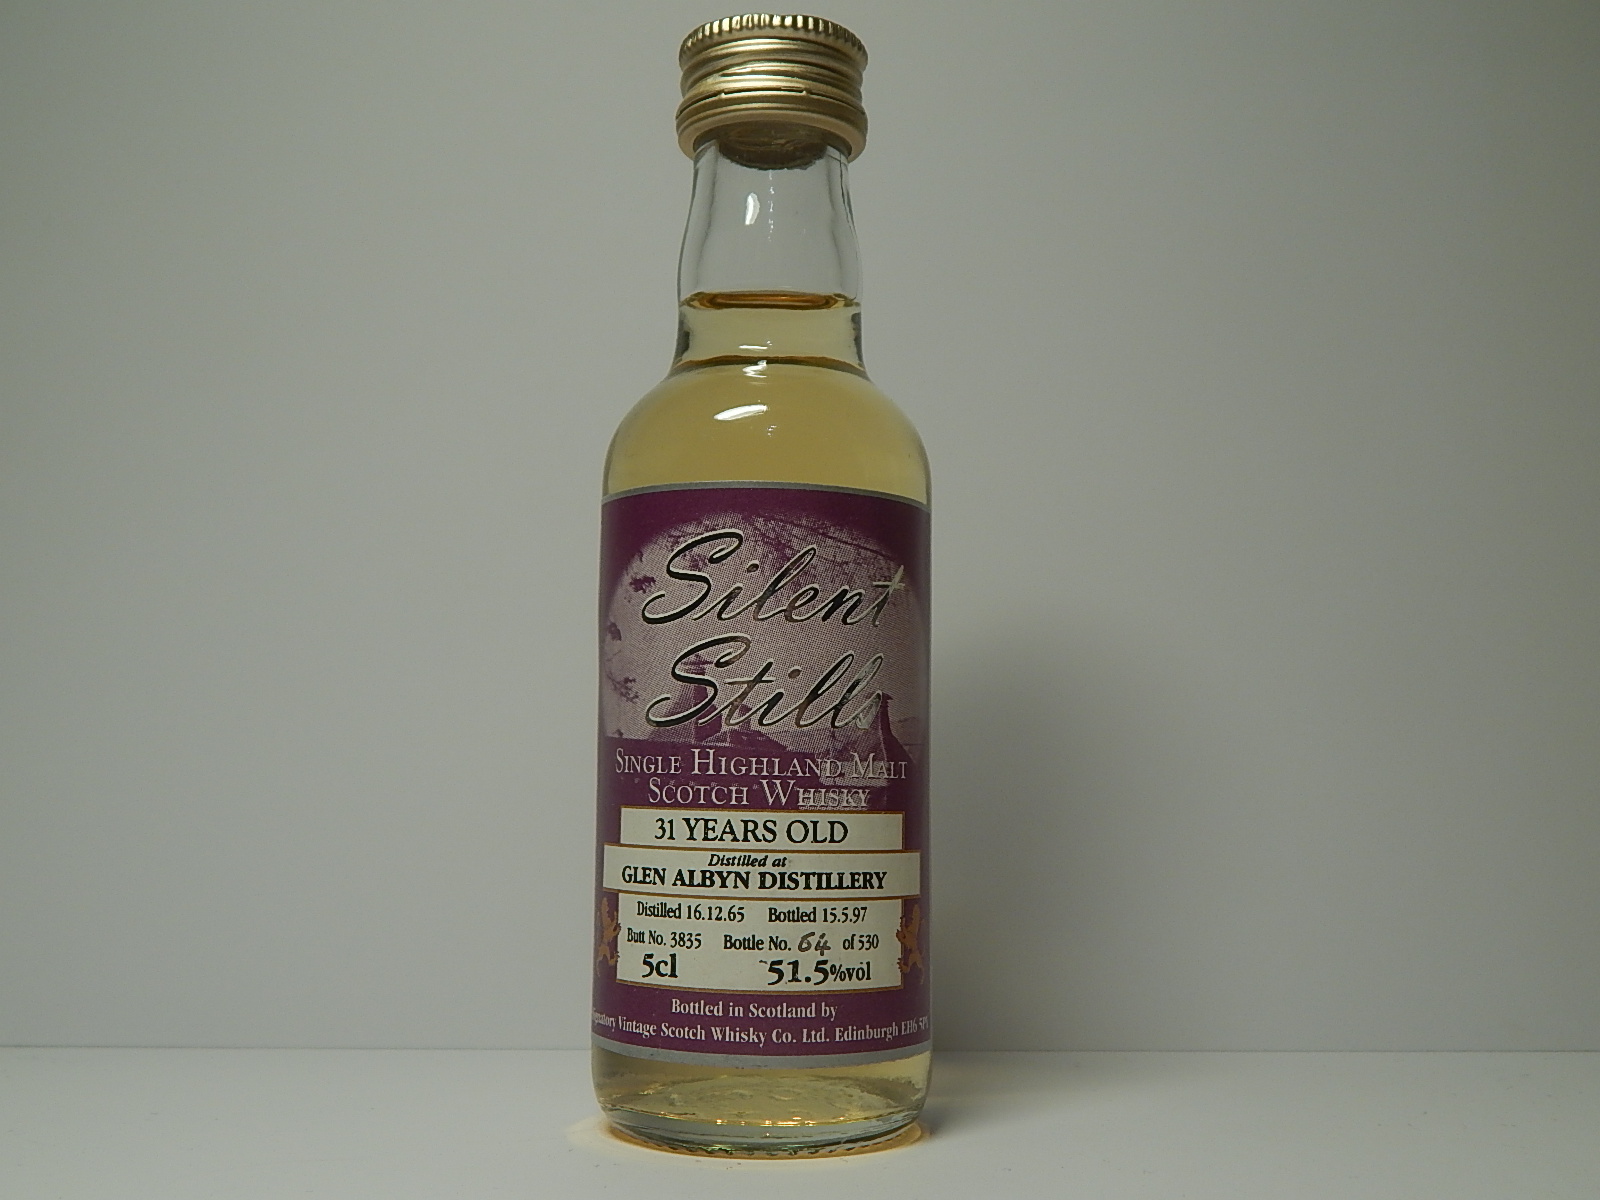 Silent
Stills
SINGLE HIGHLAND MALT
SCOTCH WHISKY
31 YEARS OLD
Distilled at
GLEN ALBYN DISTILLERY
Distilled 16.12.65 Bottled 15.5.97
Butt No. 3835 Bottle No. 64 of 530
5cl 51.5%vol
Bottled in Scotland by
Signatory Vintage Scotch Whisky Co. Ltd. Edinburgh EH6